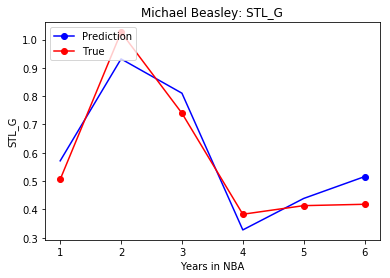 Michael Beasley: STL_G
Prediction
True
1.0
0.9
0.8
0.7
0.6
0.5
0.4
0.3
STL_G
1 2 3 4 5 6
Years in NBA